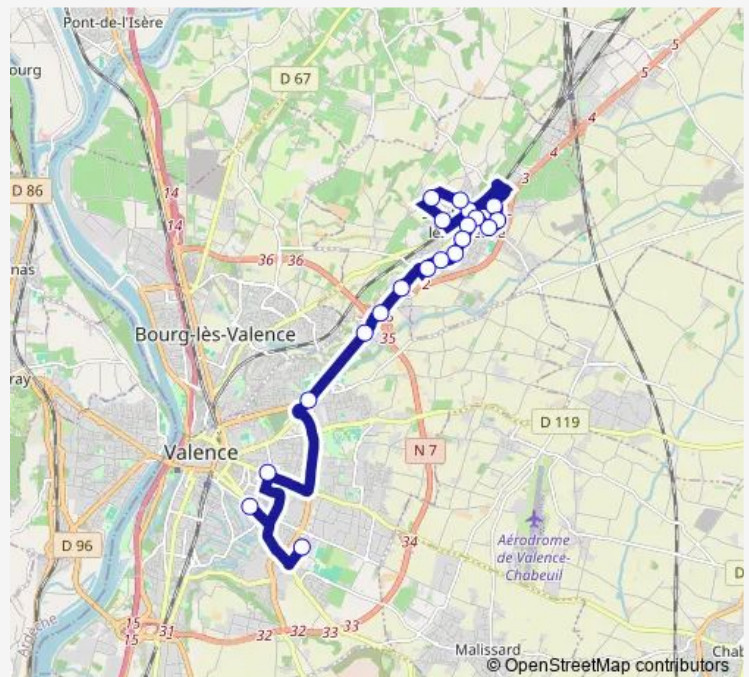 Pont-de-l'Isère
5
5
ourg
D 67
4
4
3
14
D 86
14
36 36
2
nas
35
Bourg-lès-Valence
ray
D 119
Valence
N 7
Aérodrome
de Valence-
Chabeuil
D 96
34
D
15
15
31
32
32
33
33
Ardèche
Malissard
Chab
© OpenStreetMap contributors